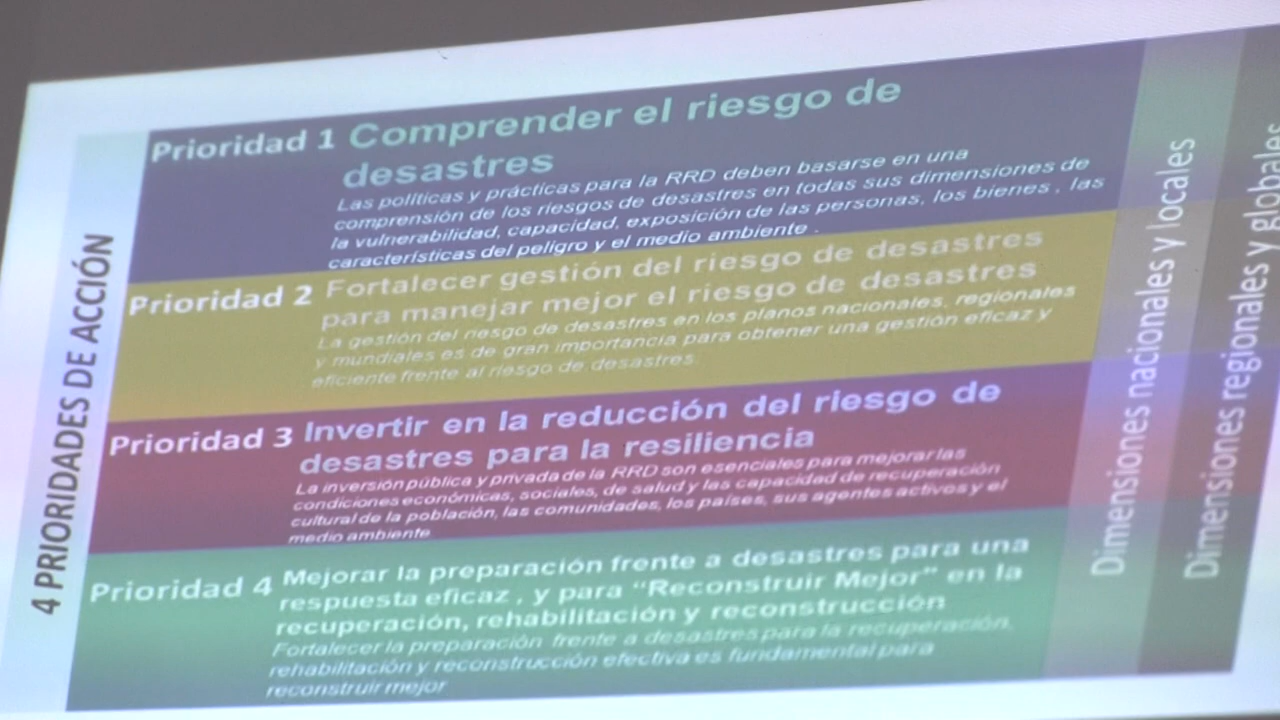 4 PRIORIDADES DE ACCIÓN
Prioridad 1 Comprender el riesgo de
desastres
Las políticas y prácticas para la RRD deben basarse en una
comprensión de los riesgos de desastres en todas sus dimensiones de
la vulnerabilidad, capacidad, exposición de las personas, los bienes , las
características del peligro y el medio ambiente .
Prioridad 2 Fortalecer gestión del riesgo de desastres
para manejar mejor el riesgo de desastres
La gestión del riesgo de desastres en los planos nacionales, regionales
y mundiales es de gran importancia para obtener una gestión eficaz y
eficiente frente al riesgo de desastres
Prioridad 3 Invertir en la reducción del riesgo de
desastres para la resiliencia
La inversión pública y privada de la RRD son esenciales para mejorar las
condiciones económicas, sociales, de salud y las capacidad de recuperación
cultural de la población, las comunidades, los países, sus agentes activos y el
medio ambiente
Prioridad 4 Mejorar la preparación frente a desastres para una
respuesta eficaz , y para “Reconstruir Mejor” en la
recuperación, rehabilitación y reconstrucción
Fortalecer la preparación frente a desastres para la recuperación,
rehabilitación y reconstrucción efectiva es fundamental para
reconstruir mejor
Dimensiones nacionales y locales
Dimensiones regionales y globales